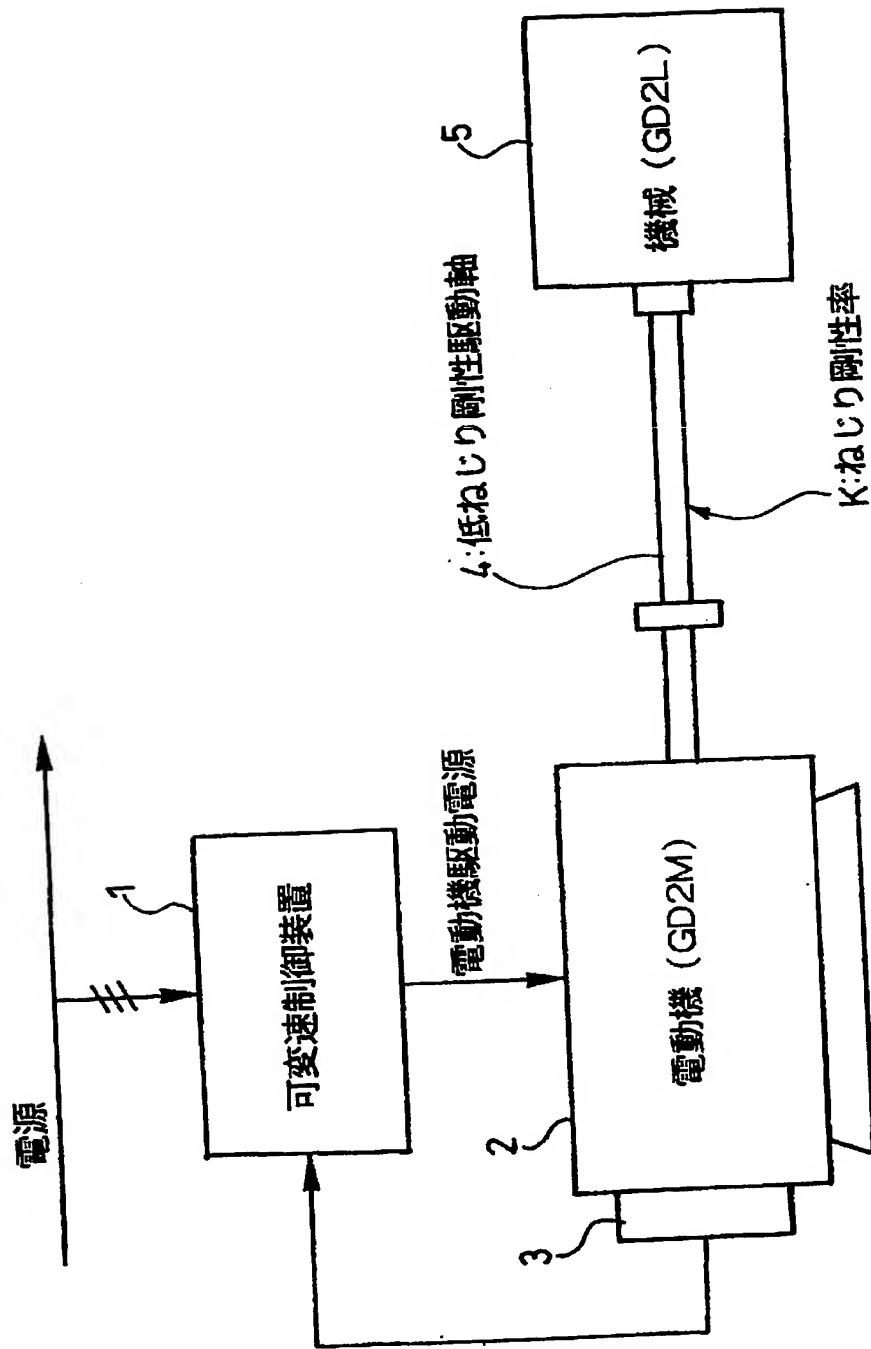 電源
1
可変速制御装置
電動機駆動電源
2
電動機 (GD2M)
3
4:低ねじり剛性駆動軸
K:ねじり剛性率
5
機械 (GD2L)